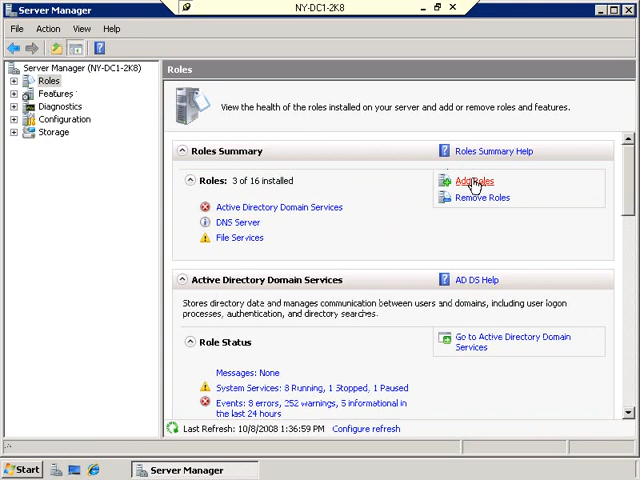 Server Manager
NY-DC1-2K8
File Action View Help
Server Manager (NY-DC1-2K8)
Roles
Features
Diagnostics
Configuration
Storage
Roles
View the health of the roles installed on your server and add or remove roles and features.
Roles Summary
Roles Summary Help
Roles: 3 of 16 installed
Add Roles
Remove Roles
Active Directory Domain Services
DNS Server
File Services
Active Directory Domain Services
AD DS Help
Stores directory data and manages communication between users and domains, including user logon
processes, authentication, and directory searches.
Role Status
Go to Active Directory Domain
Services
Messages: None
System Services: 8 Running, 1 Stopped, 1 Paused
Events: 8 errors, 252 warnings, 5 informational in
the last 24 hours
Last Refresh: 10/8/2008 1:36:59 PM Configure refresh
Start
Server Manager